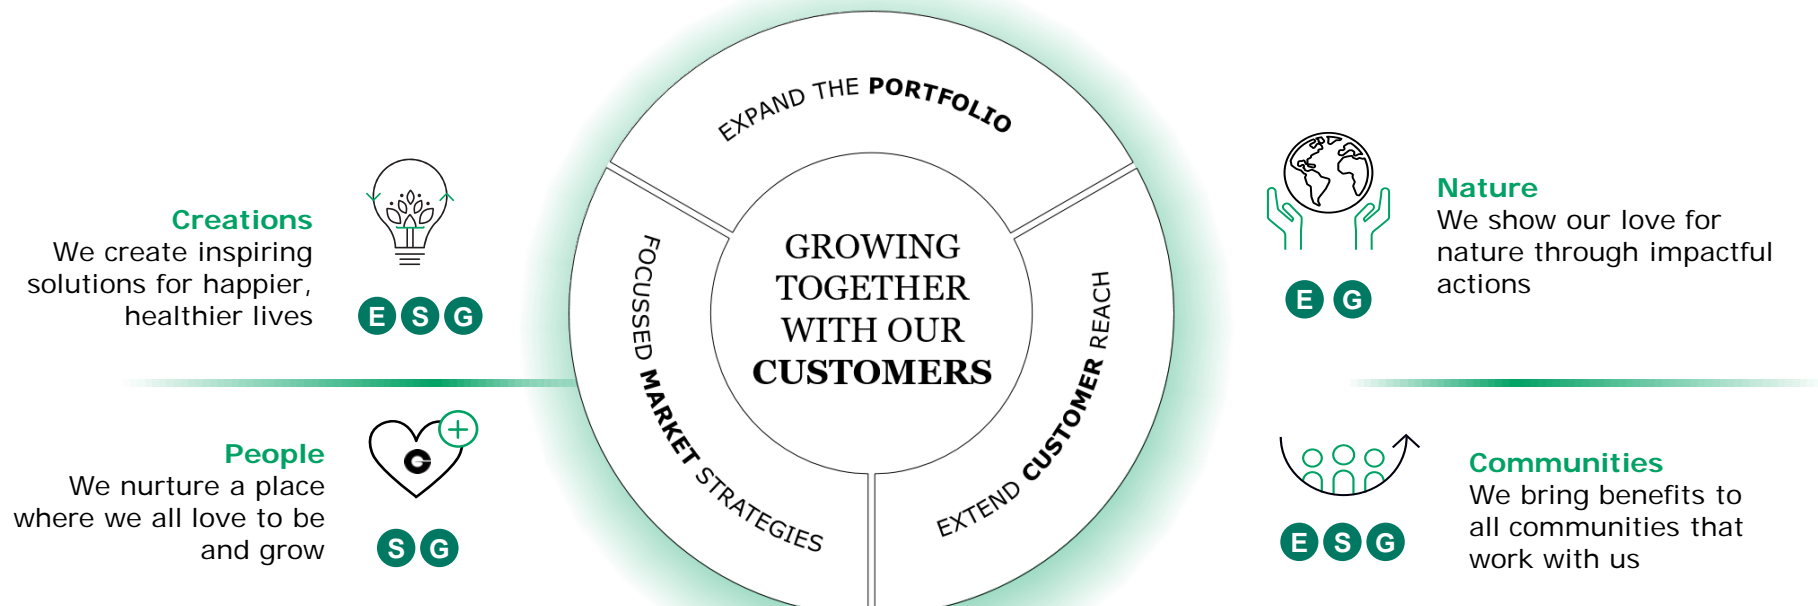 Creations
We create inspiring
solutions for happier,
healthier lives
E S G
People
We nurture a place
where we all love to be
and grow
S G
EXPAND THE PORTFOLIO
FOCUSSED MARKET STRATEGIES
EXTEND CUSTOMER REACH
GROWING
TOGETHER
WITH OUR
CUSTOMERS
Nature
We show our love for
nature through impactful
actions
E G
Communities
We bring benefits to
all communities that
work with us
E S G